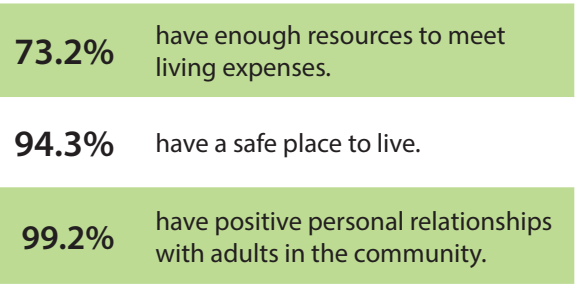 73.2%
have enough resources to meet
living expenses.
94.3%
have a safe place to live.
99.2%
have positive personal relationships
with adults in the community.